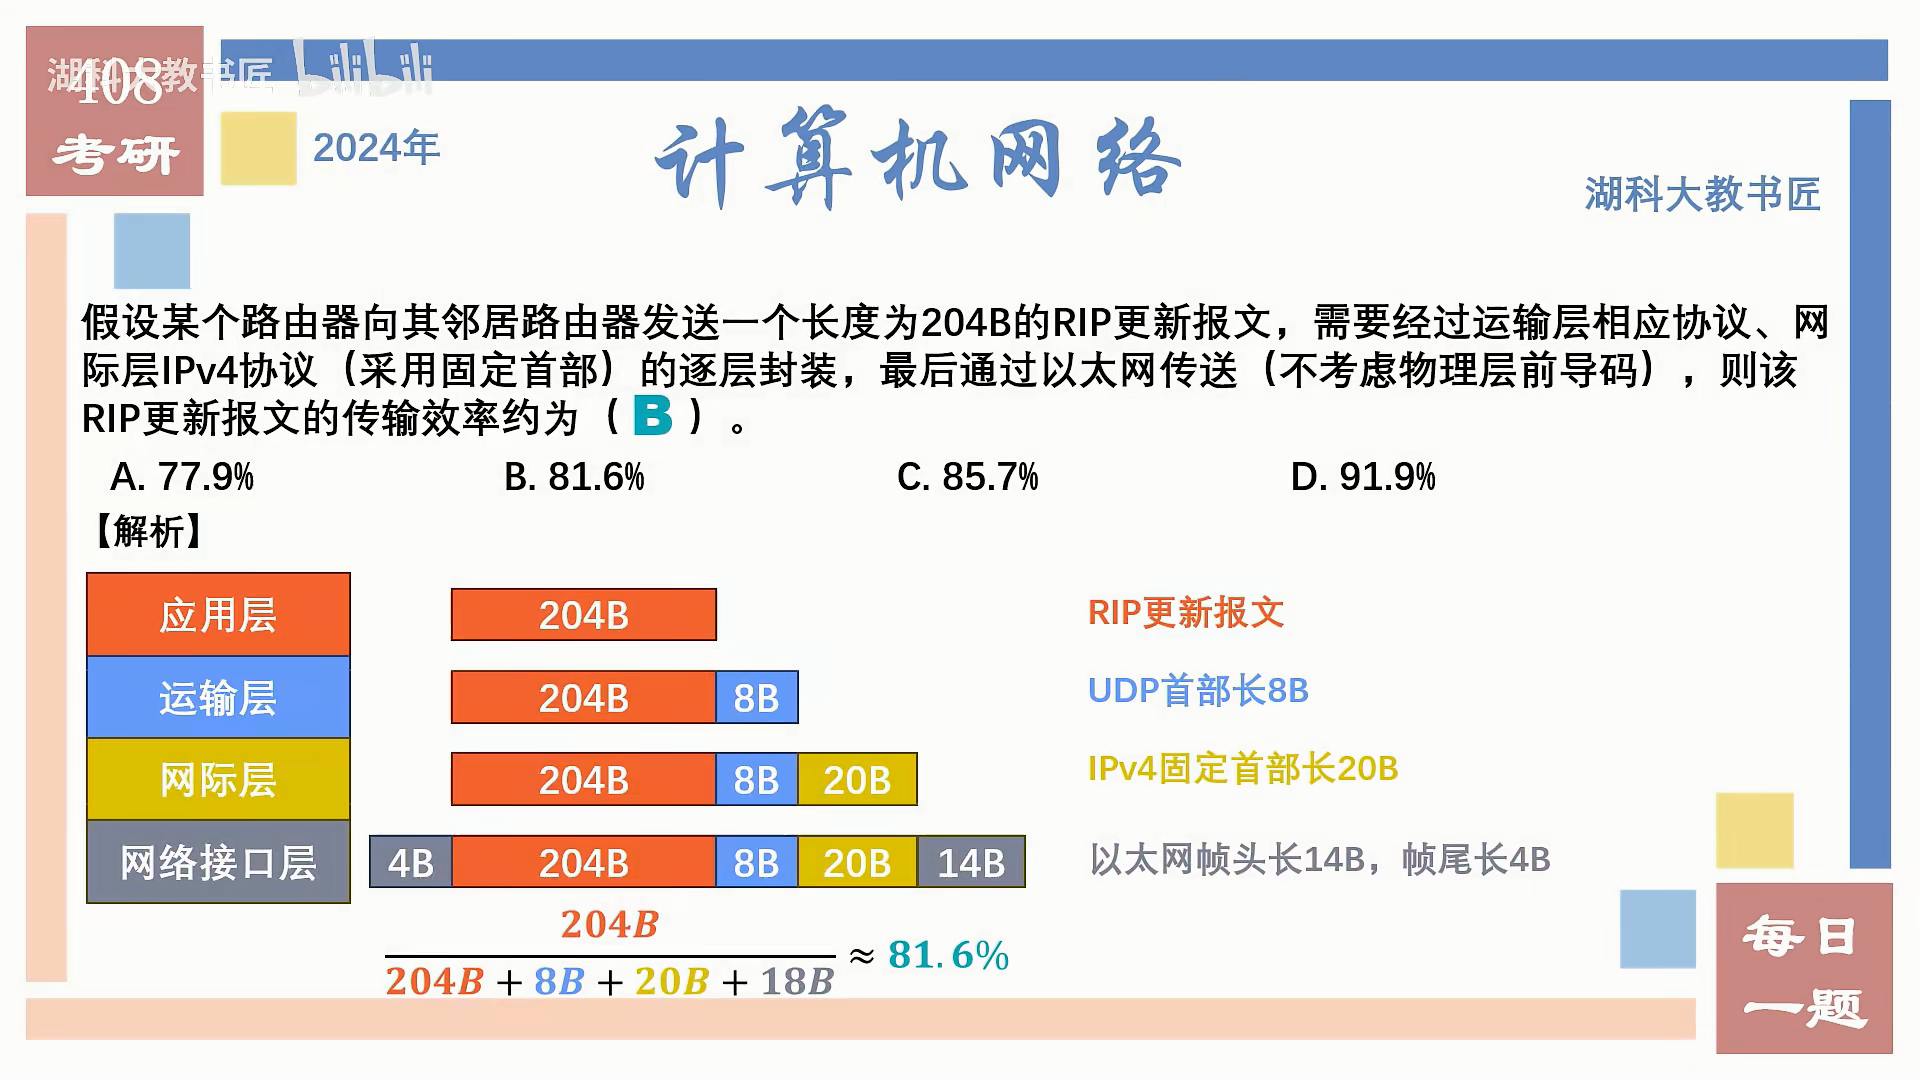 湖科大教书匠 bilibili
408
考研
2024年
计算机网络
湖科大教书匠
假设某个路由器向其邻居路由器发送一个长度为204B的RIP更新报文，需要经过运输层相应协议、网
际层IPv4协议（采用固定首部）的逐层封装，最后通过以太网传送（不考虑物理层前导码），则该
RIP更新报文的传输效率约为（ B ）。
A. 77.9% B. 81.6% C. 85.7% D. 91.9%
【解析】
应用层 204B RIP更新报文
运输层 204B 8B UDP首部长8B
网际层 204B 8B 20B IPv4固定首部长20B
网络接口层 4B 204B 8B 20B 14B 以太网帧头长14B，帧尾长4B
204B
204B + 8B + 20B + 18B ≈ 81.6%
每日
一题